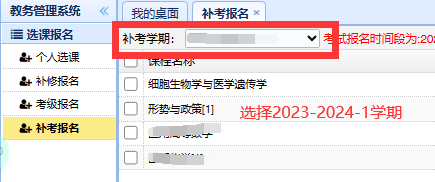 教务管理系统
我的桌面 补考报名 ×
选课报名
补考学期:
考试报名时间段为:202
个人选课
课程名称
补修报名
细胞生物学与医学遗传学
考级报名
形势与政策[1]
选择2023-2024-1学期
补考报名